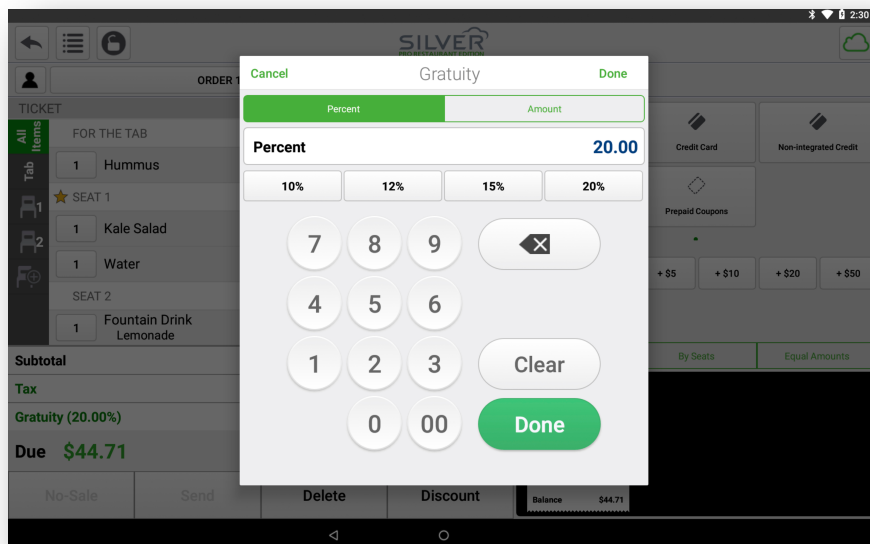 2:30
SILVER
PRO RESTAURANT EDITION
ORDER 1
Cancel
Gratuity
Done
Percent
Amount
Percent
20.00
10%
12%
15%
20%
7
8
9
4
5
6
1
2
3
Clear
0
00
Done
TICKET
All Items
Tab
1
2
FOR THE TAB
1 Hummus
SEAT 1
1 Kale Salad
1 Water
SEAT 2
1 Fountain Drink
Lemonade
Subtotal
Tax
Gratuity (20.00%)
Due $44.71
No-Sale
Send
Delete
Discount
Credit Card
Non-integrated Credit
Prepaid Coupons
+ $5
+ $10
+ $20
+ $50
By Seats
Equal Amounts
Balance $44.71